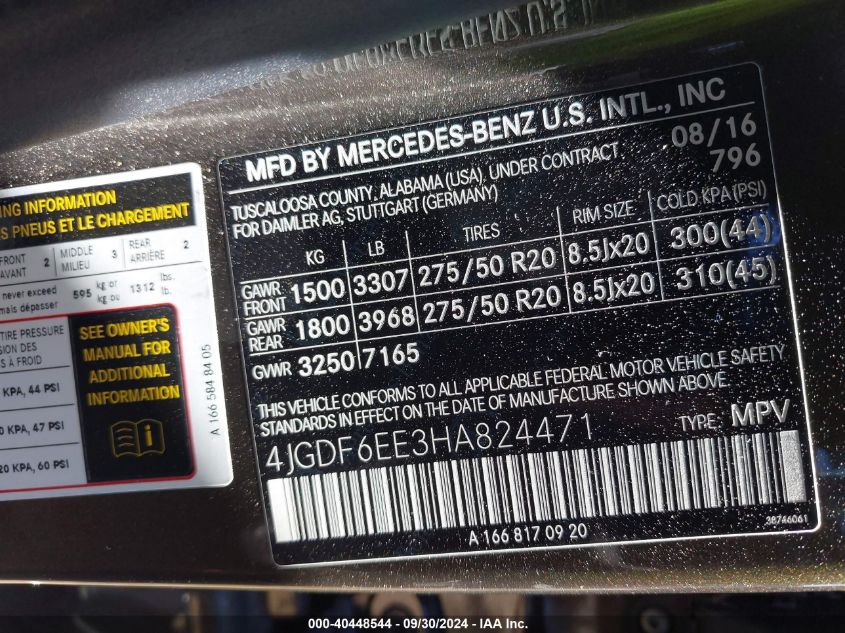 MFD BY MERCEDES-BENZ U.S. INTL., INC
08/16
796
TUSCALOOSA COUNTY, ALABAMA (USA), UNDER CONTRACT
FOR DAIMLER AG, STUTTGART (GERMANY)
KG LB TIRES RIM SIZE COLD KPA (PSI)
GAWR FRONT 1500 3307 275/50 R20 8.5Jx20 300(44)
GAWR REAR 1800 3968 275/50 R20 8.5Jx20 310(45)
GVWR 3250 7165
THIS VEHICLE CONFORMS TO ALL APPLICABLE FEDERAL MOTOR VEHICLE SAFETY
STANDARDS IN EFFECT ON THE DATE OF MANUFACTURE SHOWN ABOVE.
4JGDF6EE3HA824471 TYPE: MPV
38746061
A 166 817 09 20
ING INFORMATION
S PNEUS ET LE CHARGEMENT
FRONT
AVANT 2 MIDDLE
MILIEU 3 REAR
ARRIÈRE 2
never exceed
jamais dépasser 595 kg or
kg ou 1312 lbs.
lb.
TIRE PRESSURE
SION DES
À FROID
KPA, 44 PSI
0 KPA, 47 PSI
20 KPA, 60 PSI
SEE OWNER'S
MANUAL FOR
ADDITIONAL
INFORMATION
A 166 584 84 05
000-40448544 - 09/30/2024 - IAA Inc.